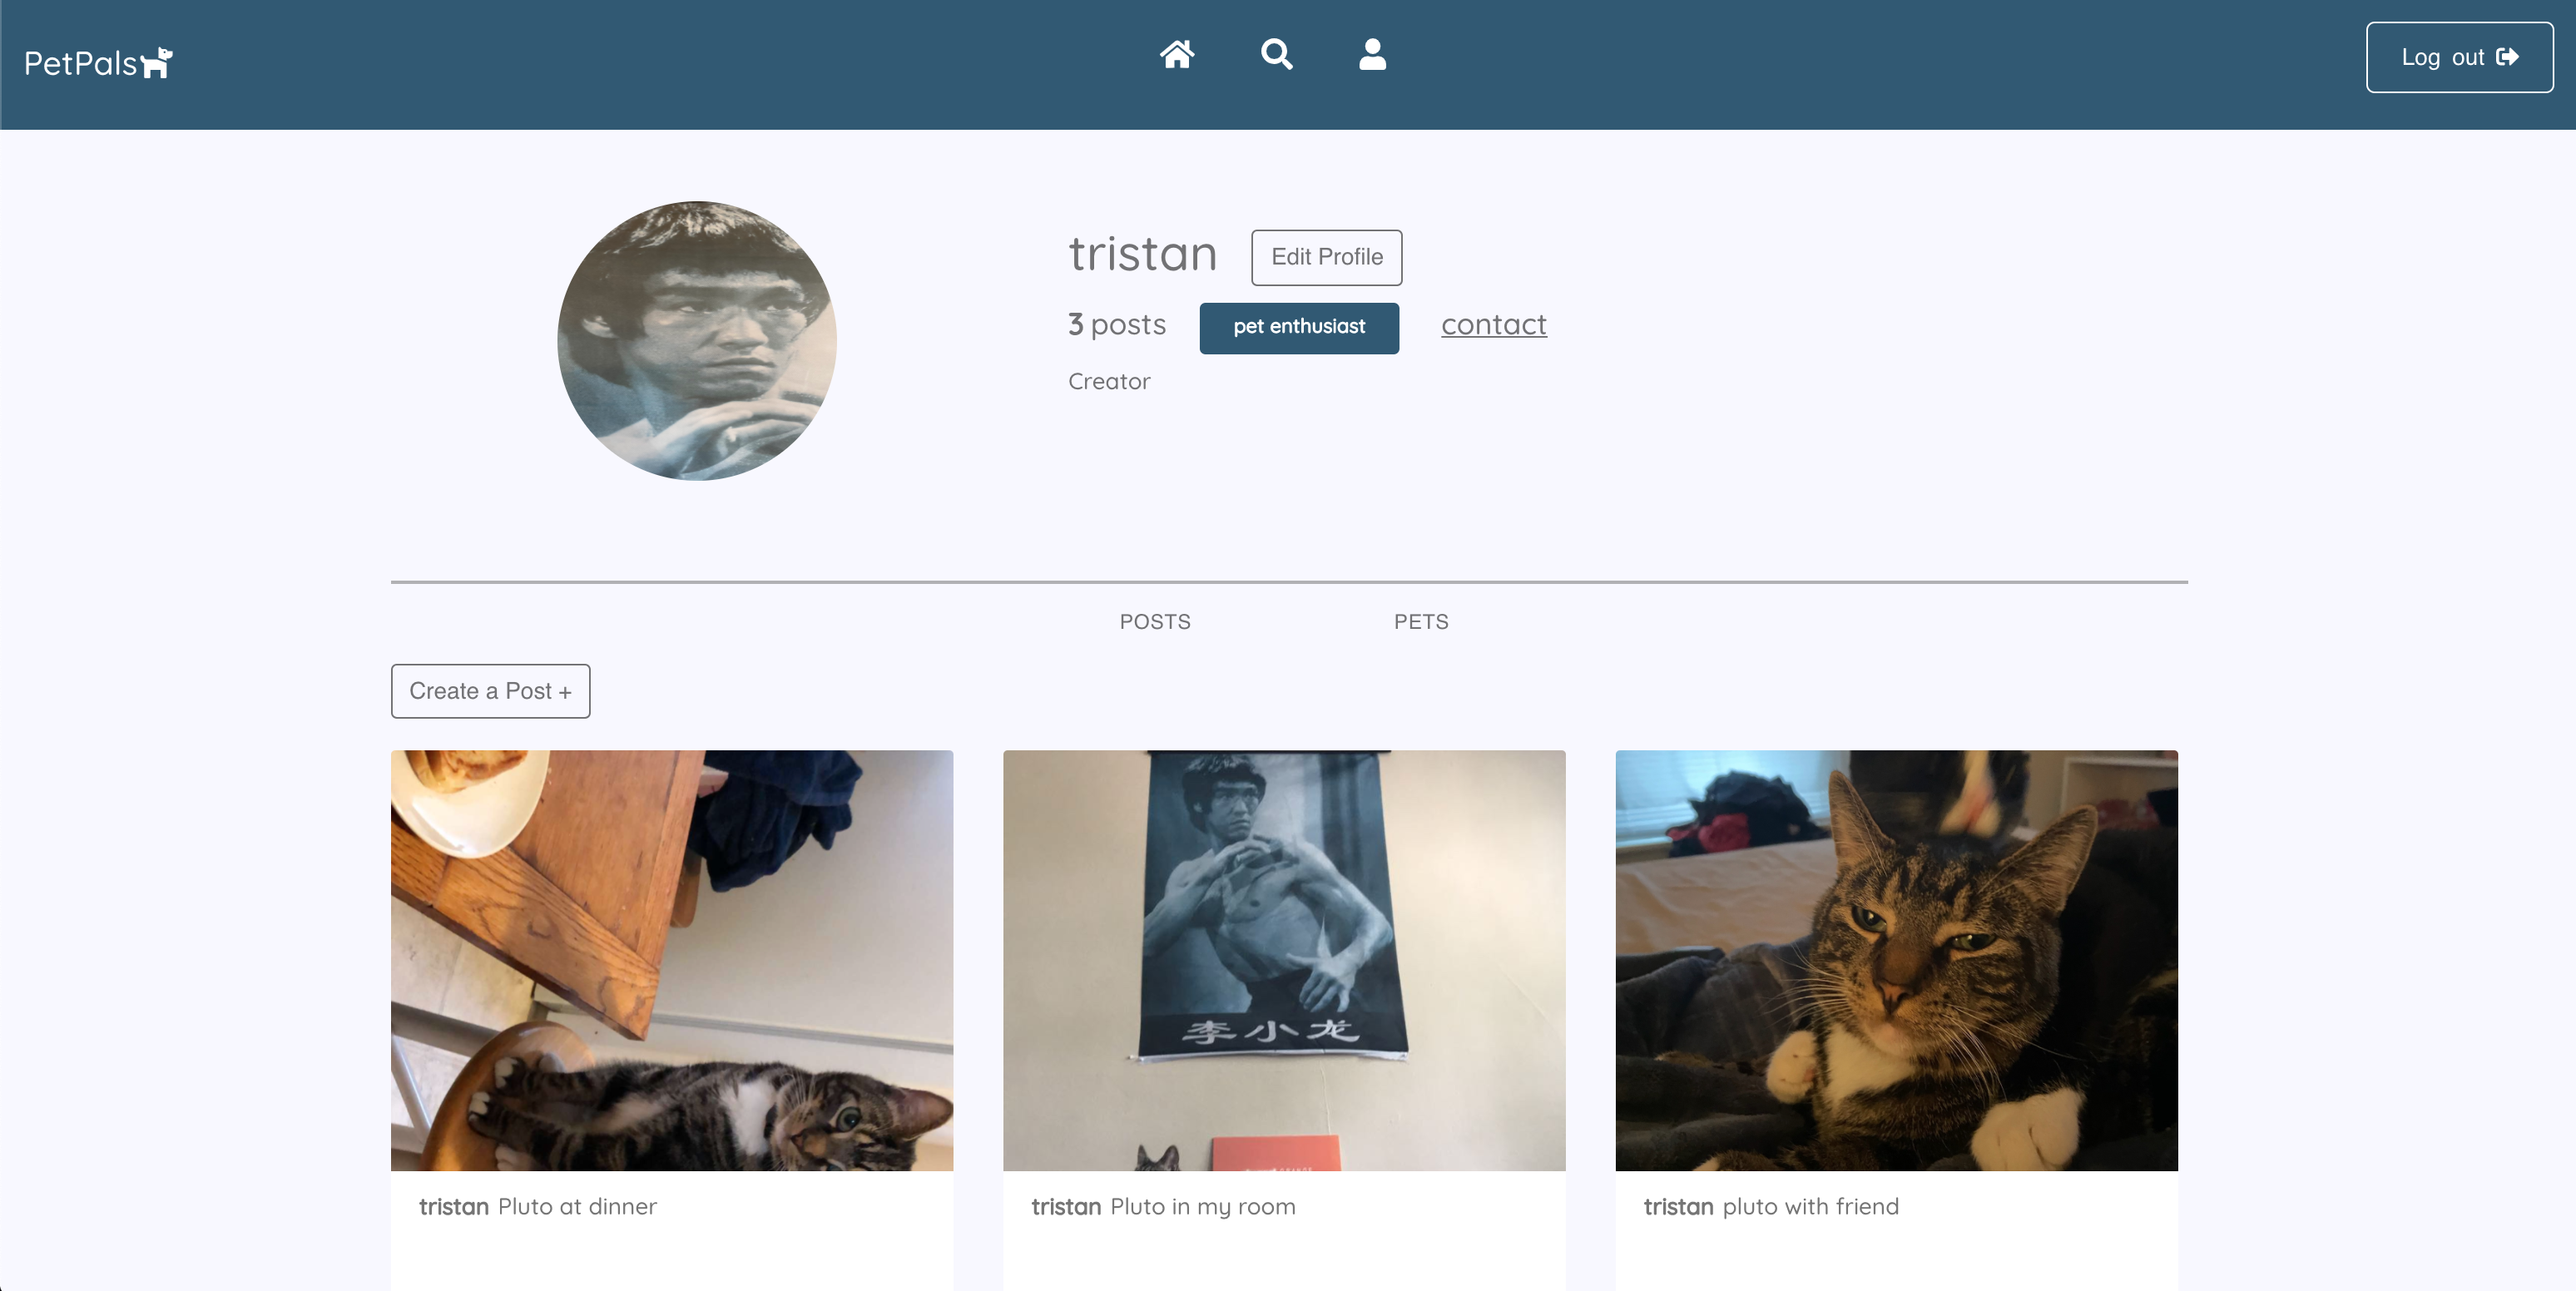 PetPals
Log out
tristan
Edit Profile
3 posts
pet enthusiast
contact
Creator
POSTS
PETS
Create a Post +
李小龙
tristan Pluto at dinner
tristan Pluto in my room
tristan pluto with friend